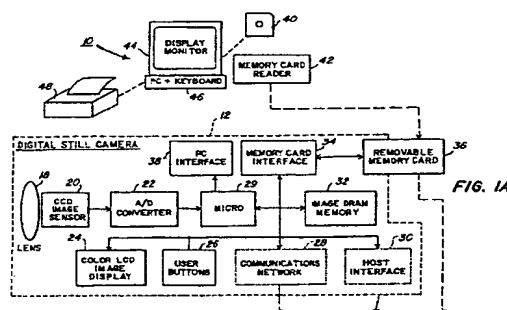 10
44
DISPLAY
MONITOR
40
MEMORY CARD
READER
42
48
PC + KEYBOARD
46
12
DIGITAL STILL CAMERA
38
PC
INTERFACE
MEMORY CARD
INTERFACE
34
REMOVABLE
MEMORY CARD
36
FIG. 1A
18
20
CCD
IMAGE
SENSOR
22
A/D
CONVERTER
29
MICRO
32
IMAGE DRAM
MEMORY
LENS
24
COLOR LCD
IMAGE
DISPLAY
26
USER
BUTTONS
28
COMMUNICATIONS
NETWORK
30
HOST
INTERFACE